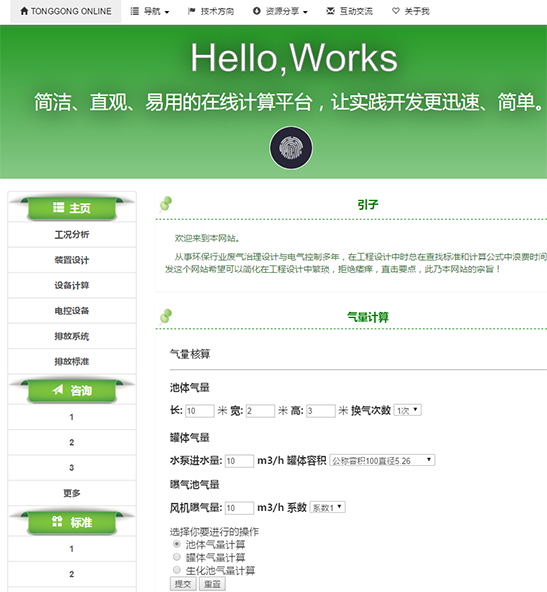 TONGGONG ONLINE 导航 技术方向 资源分享 互动交流 关于我
Hello,Works
简洁、直观、易用的在线计算平台，让实践开发更迅速、简单。
主页
工况分析
装置设计
设备计算
电控设备
排放系统
排放标准
咨询
1
2
3
更多
标准
1
2
引子
欢迎来到本网站。
从事环保行业废气治理设计与电气控制多年，在工程设计中时总在查找标准和计算公式中浪费时间
发这个网站希望可以简化在工程设计中繁琐，拒绝瘙痒，直击要点，此乃本网站的宗旨！
气量计算
气量核算
池体气量
长: 10 米 宽: 2 米 高: 3 米 换气次数 1次
罐体气量
水泵进水量: 10 m3/h 罐体容积 公称容积100直径5.26
曝气池气量
风机曝气量: 10 m3/h 系数 系数1
选择你要进行的操作
池体气量计算
罐体气量计算
生化池气量计算
提交 重置